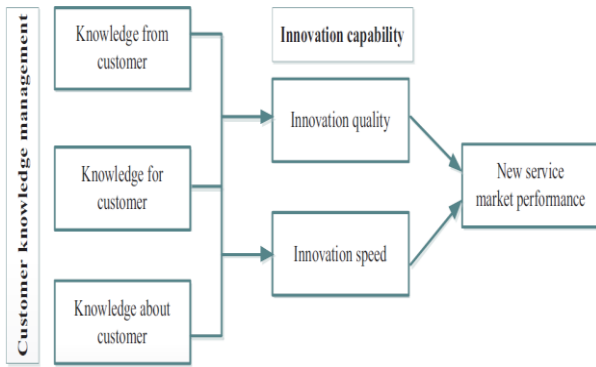 Customer knowledge management
Knowledge from
customer
Knowledge for
customer
Knowledge about
customer
Innovation capability
Innovation quality
Innovation speed
New service
market performance